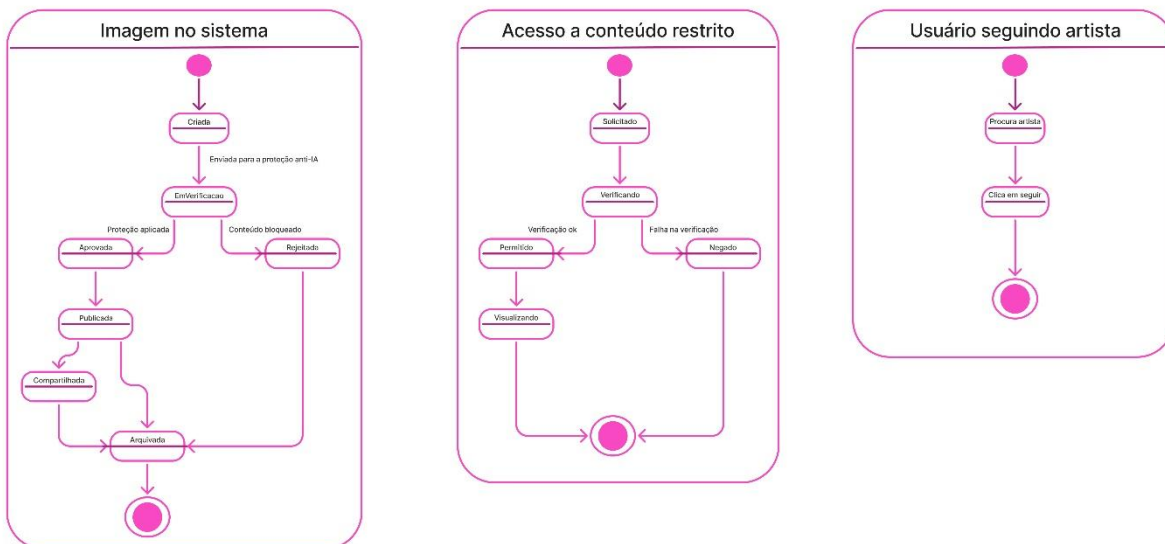 Imagem no sistema
Criada
Enviada para a proteção anti-IA
EmVerificacao
Proteção aplicada
Conteúdo bloqueado
Aprovada
Rejeitada
Publicada
Compartilhada
Arquivada
Acesso a conteúdo restrito
Solicitado
Verificando
Verificação ok
Falha na verificação
Permitido
Negado
Visualizando
Usuário seguindo artista
Procura artista
Clica em seguir